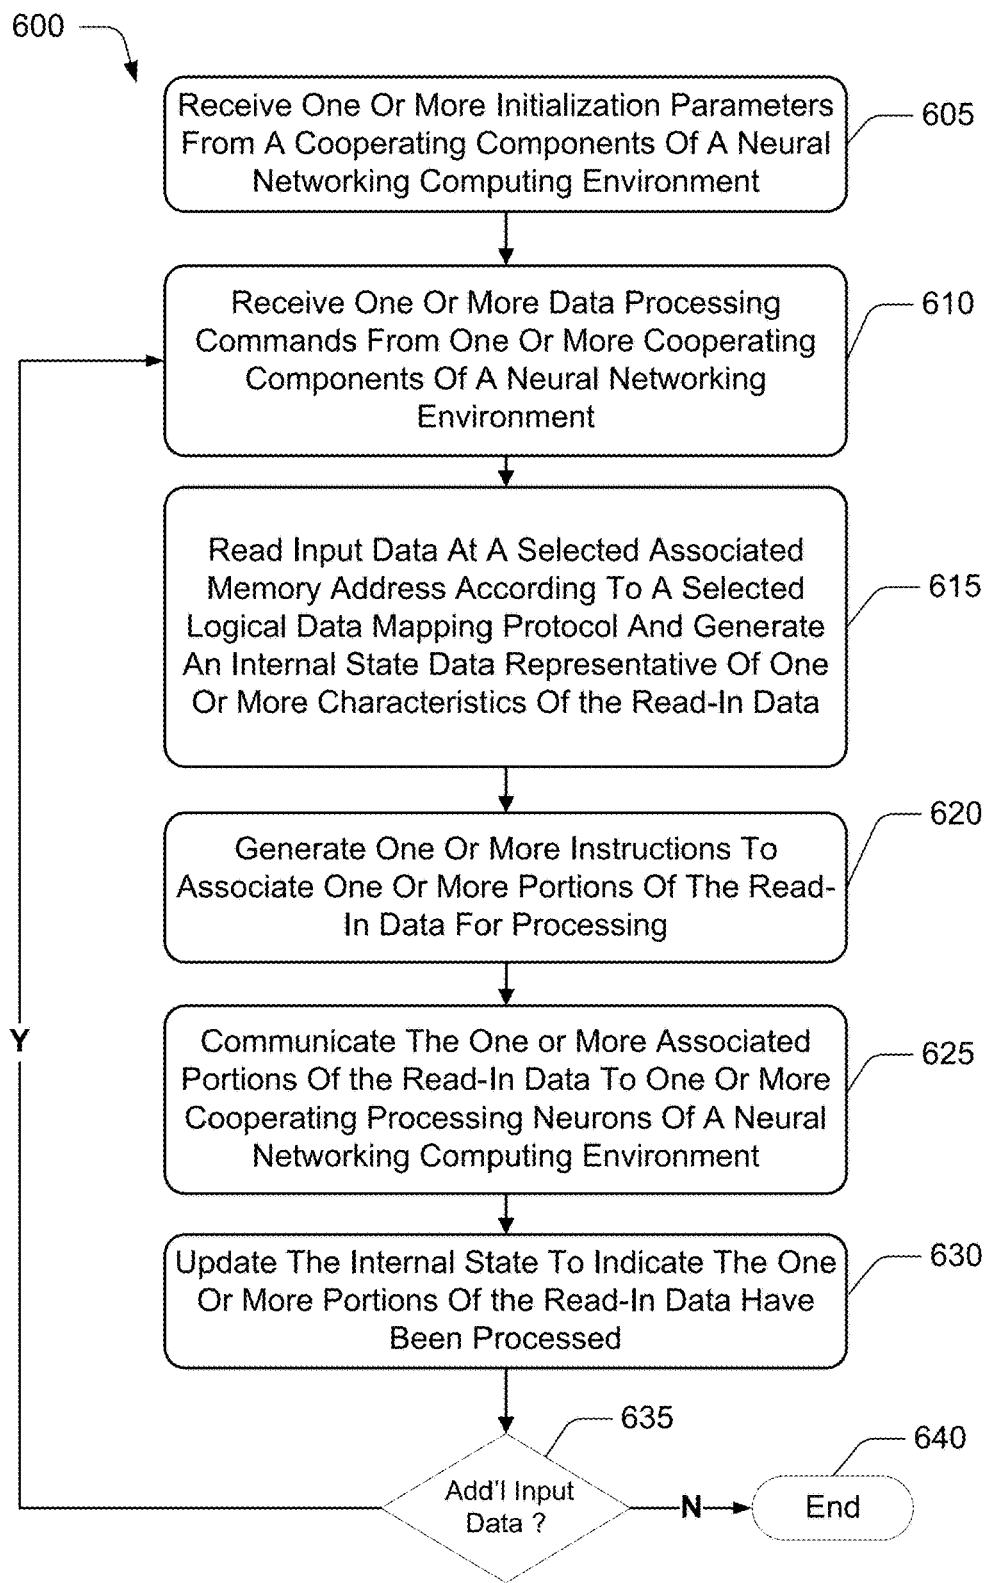 600
Receive One Or More Initialization Parameters
From A Cooperating Components Of A Neural
Networking Computing Environment
605
Receive One Or More Data Processing
Commands From One Or More Cooperating
Components Of A Neural Networking
Environment
610
Read Input Data At A Selected Associated
Memory Address According To A Selected
Logical Data Mapping Protocol And Generate
An Internal State Data Representative Of One
Or More Characteristics Of the Read-In Data
615
Generate One Or More Instructions To
Associate One Or More Portions Of The Read-
In Data For Processing
620
Communicate The One or More Associated
Portions Of the Read-In Data To One Or More
Cooperating Processing Neurons Of A Neural
Networking Computing Environment
625
Update The Internal State To Indicate The One
Or More Portions Of the Read-In Data Have
Been Processed
630
Add'l Input
Data ?
635
Y
N
End
640